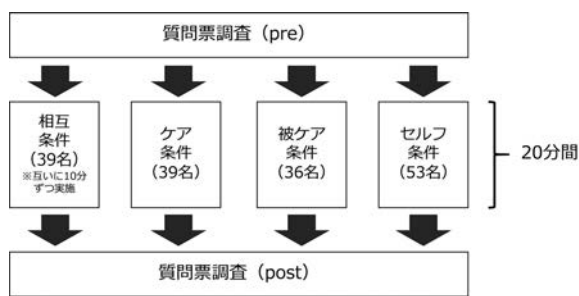 質問票調査（pre）
相互
条件
(39名)
※互いに10分
ずつ実施
ケア
条件
(39名)
被ケア
条件
(36名)
セルフ
条件
(53名)
20分間
質問票調査（post）